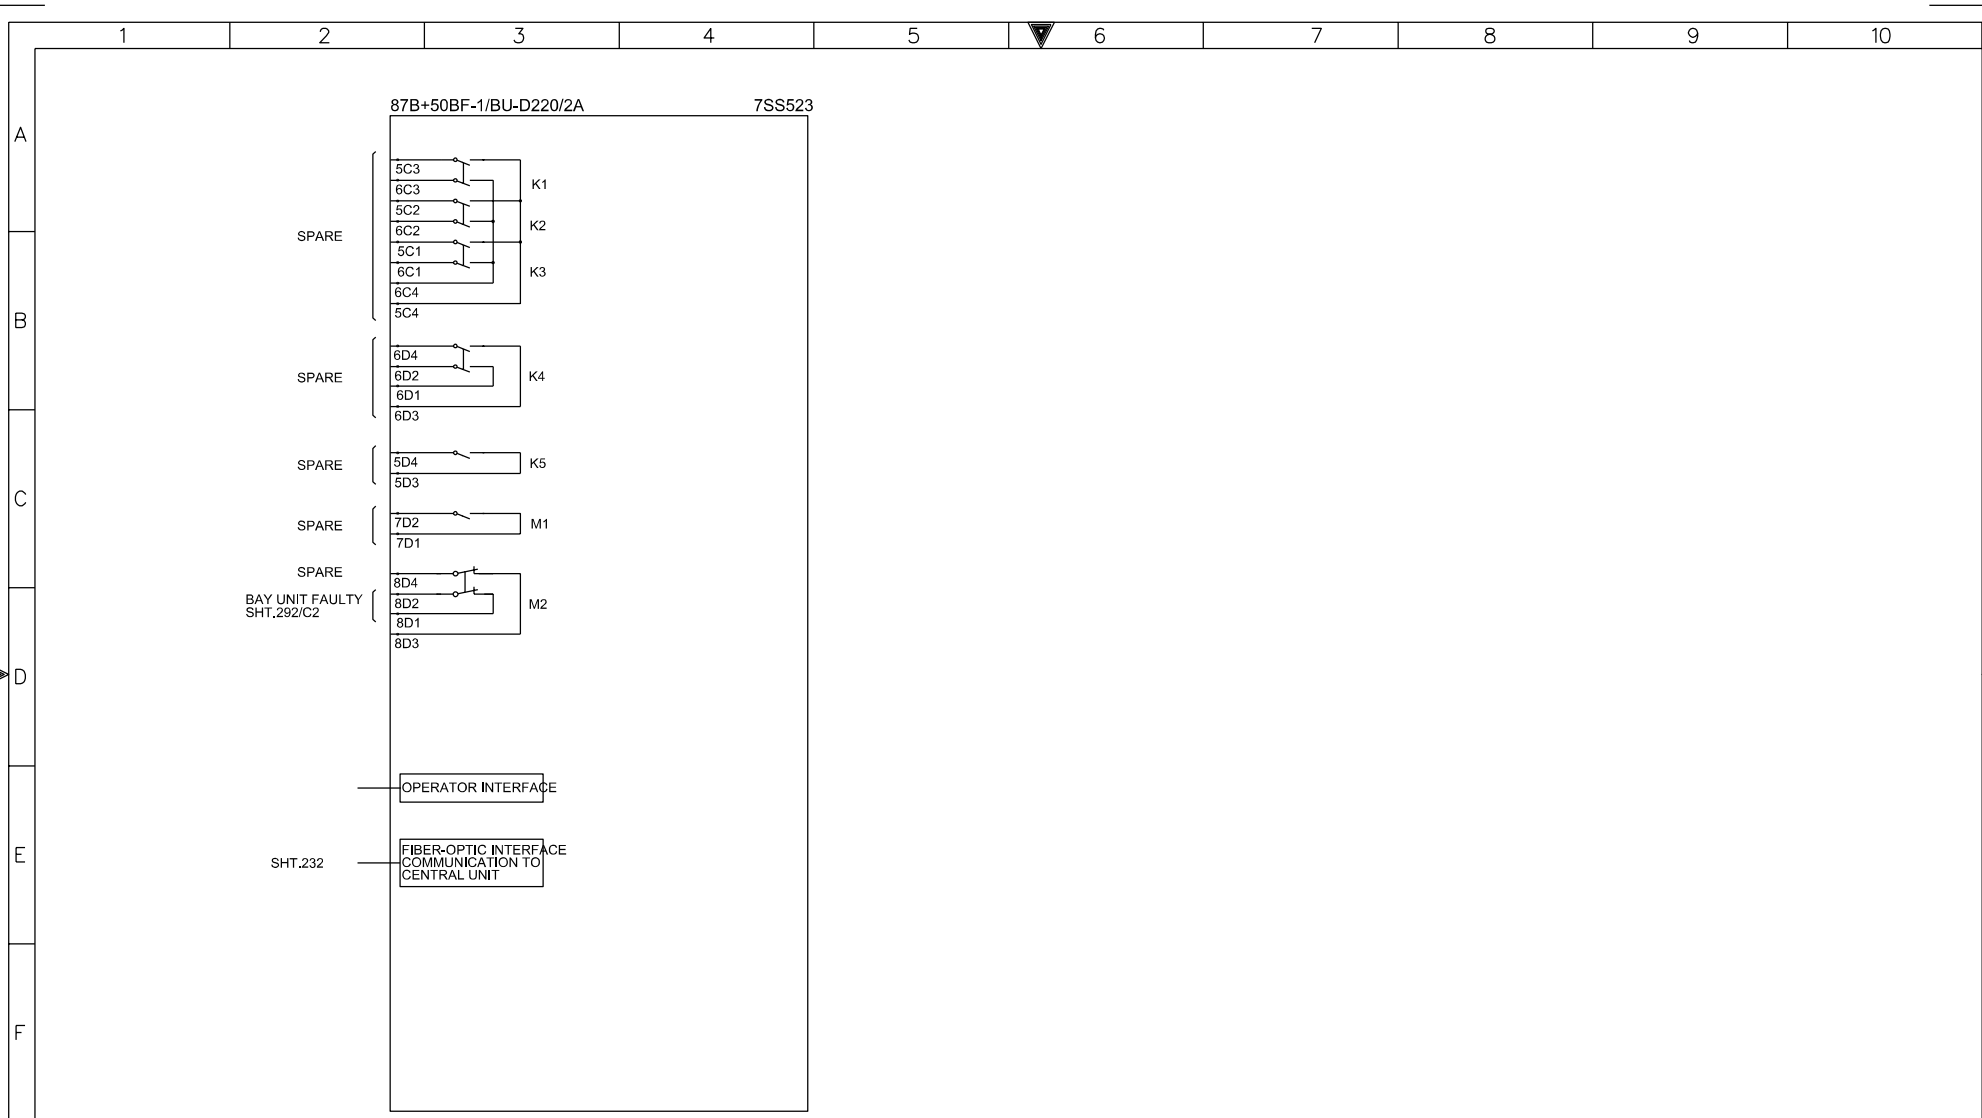 1 2 3 4 5 6 7 8 9 10
87B+50BF-1/BU-D220/2A 7SS523
A
5C3
6C3
K1
5C2
6C2
K2
SPARE
5C1
6C1
K3
6C4
5C4
B
6D4
SPARE
6D2
K4
6D1
6D3
SPARE
5D4
K5
5D3
C
SPARE
7D2
M1
7D1
SPARE
8D4
BAY UNIT FAULTY
SHT.292/C2
8D2
M2
8D1
8D3
D
OPERATOR INTERFACE
E
SHT.232
FIBER-OPTIC INTERFACE
COMMUNICATION TO
CENTRAL UNIT
F